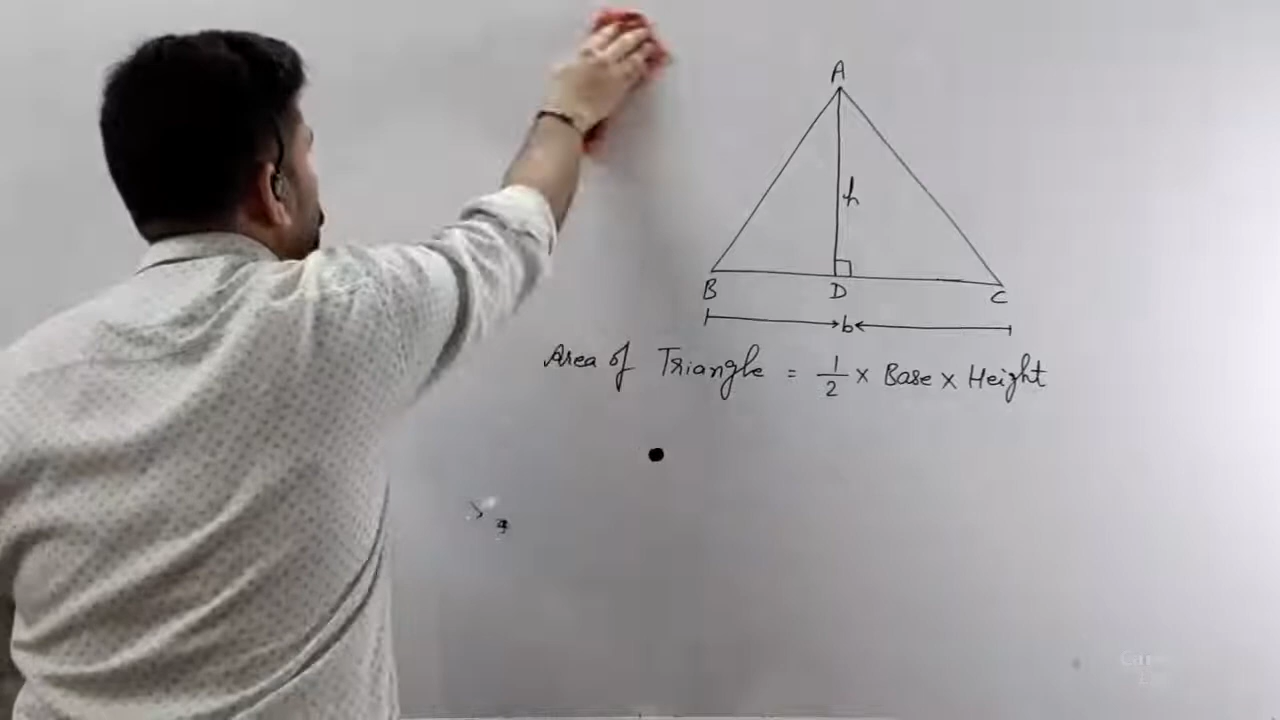 A
h
B D C
b
Area of Triangle = 1/2 × Base × Height